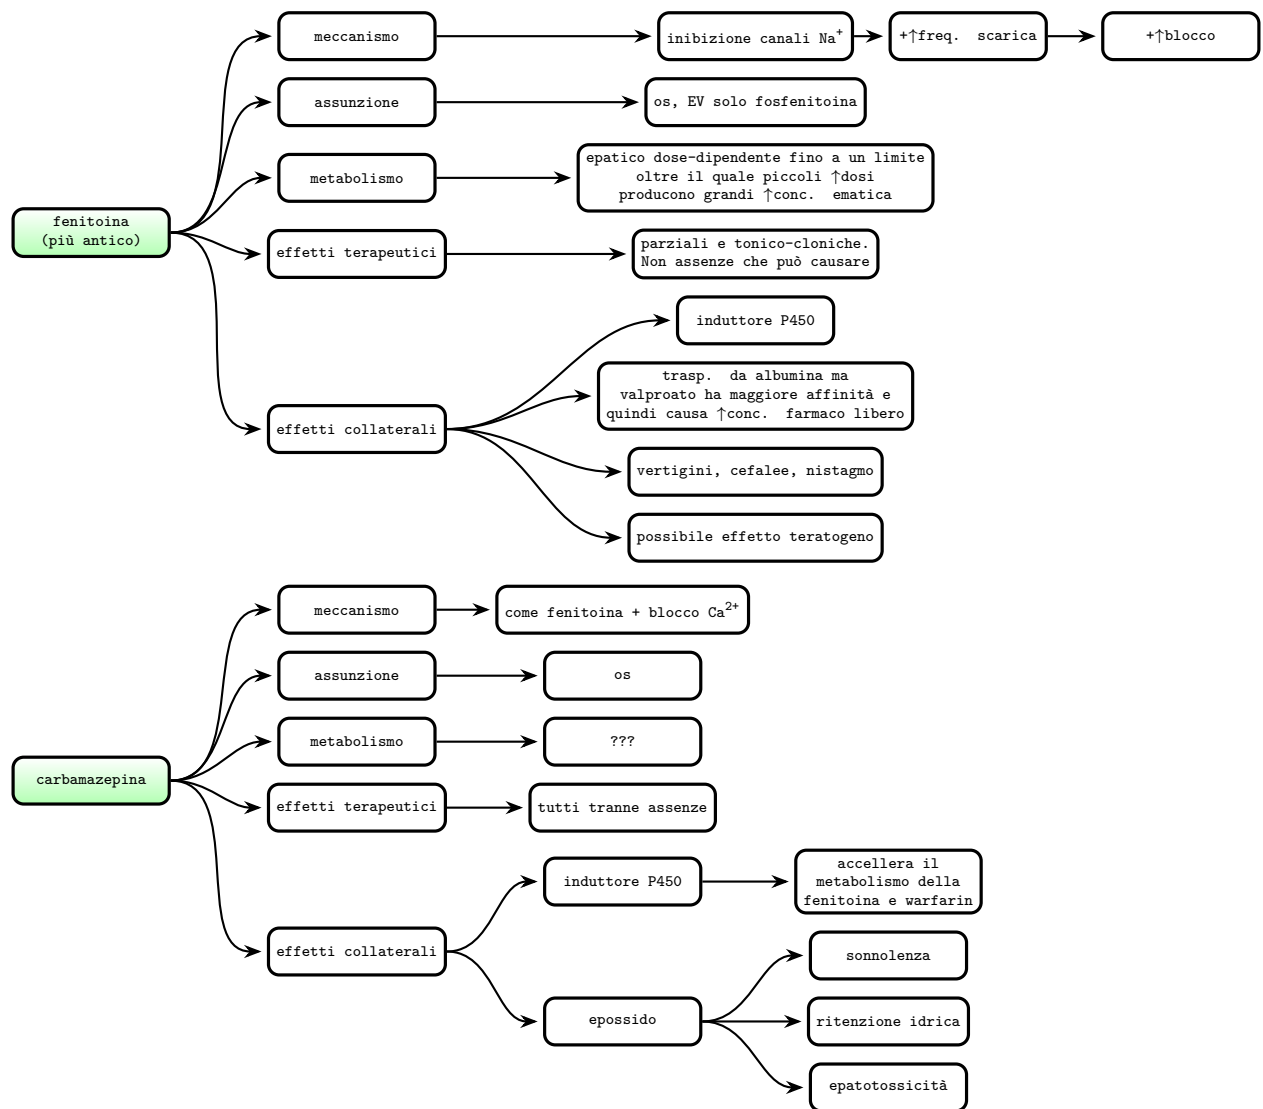 fenitoina
(più antico)
meccanismo
inibizione canali Na⁺
+↑freq. scarica
+↑blocco
assunzione
os, EV solo fosfenitoina
metabolismo
epatico dose-dipendente fino a un limite
oltre il quale piccoli ↑dosi
producono grandi ↑conc. ematica
effetti terapeutici
parziali e tonico-cloniche.
Non assenze che può causare
effetti collaterali
induttore P450
trasp. da albumina ma
valproato ha maggiore affinità e
quindi causa ↑conc. farmaco libero
vertigini, cefalee, nistagmo
possibile effetto teratogeno
carbamazepina
meccanismo
come fenitoina + blocco Ca²⁺
assunzione
os
metabolismo
???
effetti terapeutici
tutti tranne assenze
effetti collaterali
induttore P450
accellera il
metabolismo della
fenitoina e warfarin
epossido
sonnolenza
ritenzione idrica
epatotossicità